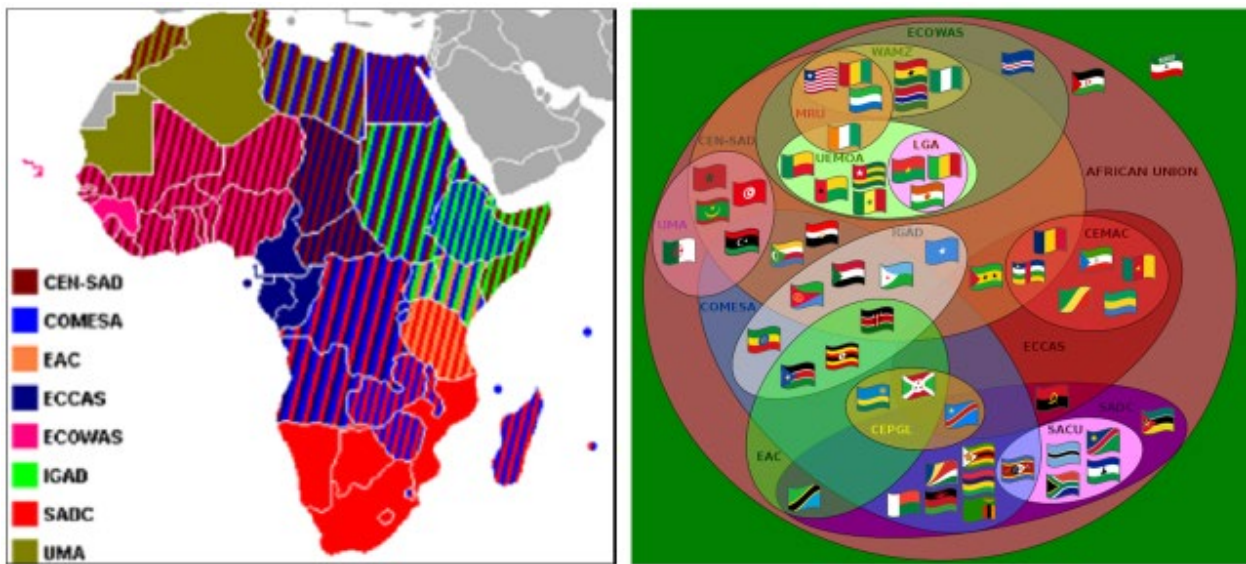 CEN-SAD
COMESA
EAC
ECCAS
ECOWAS
IGAD
SADC
UMA
ECOWAS
WAMZ
MRU
CEN-SAD
UEMOA
LGA
AFRICAN UNION
UMA
IGAD
CEMAC
COMESA
ECCAS
SADC
CEPGL
SACU
EAC